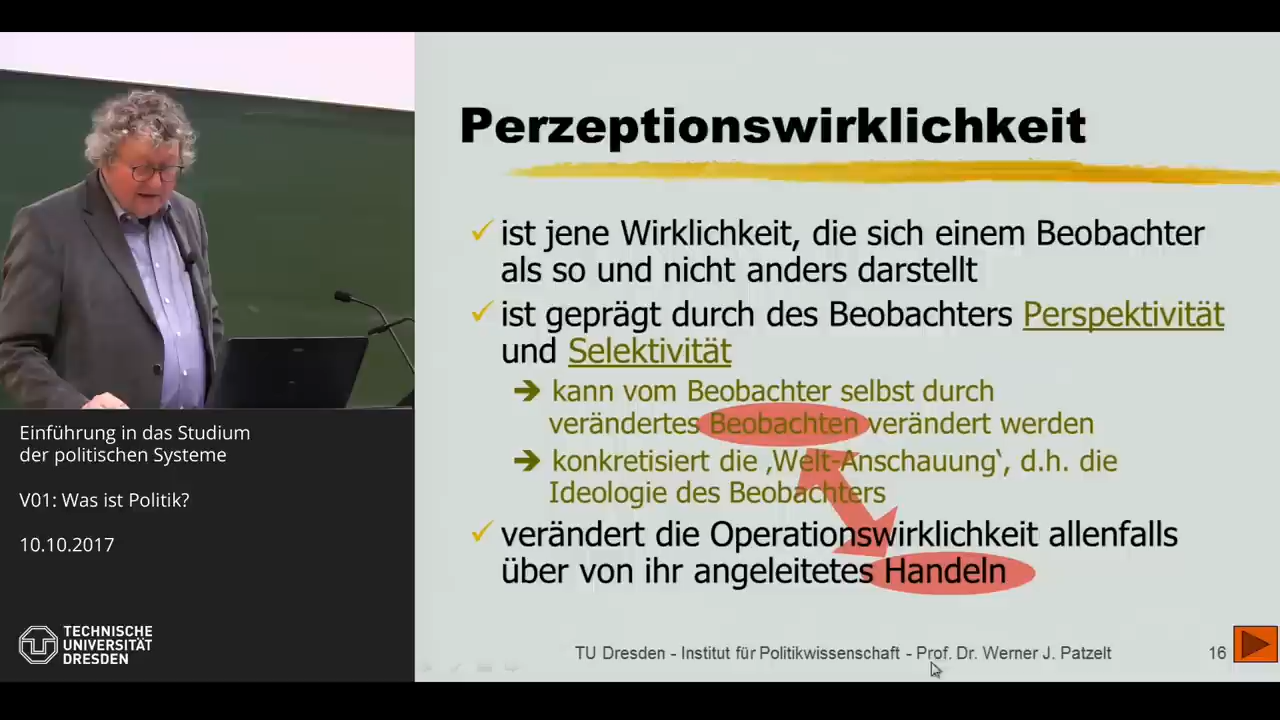 Perzeptionswirklichkeit
ist jene Wirklichkeit, die sich einem Beobachter
als so und nicht anders darstellt
ist geprägt durch des Beobachters Perspektivität
und Selektivität
kann vom Beobachter selbst durch
verändertes Beobachten verändert werden
konkretisiert die ‚Welt-Anschauung‘, d.h. die
Ideologie des Beobachters
verändert die Operationswirklichkeit allenfalls
über von ihr angeleitetes Handeln
TU Dresden - Institut für Politikwissenschaft - Prof. Dr. Werner J. Patzelt
16
Einführung in das Studium
der politischen Systeme
V01: Was ist Politik?
10.10.2017
TECHNISCHE
UNIVERSITÄT
DRESDEN